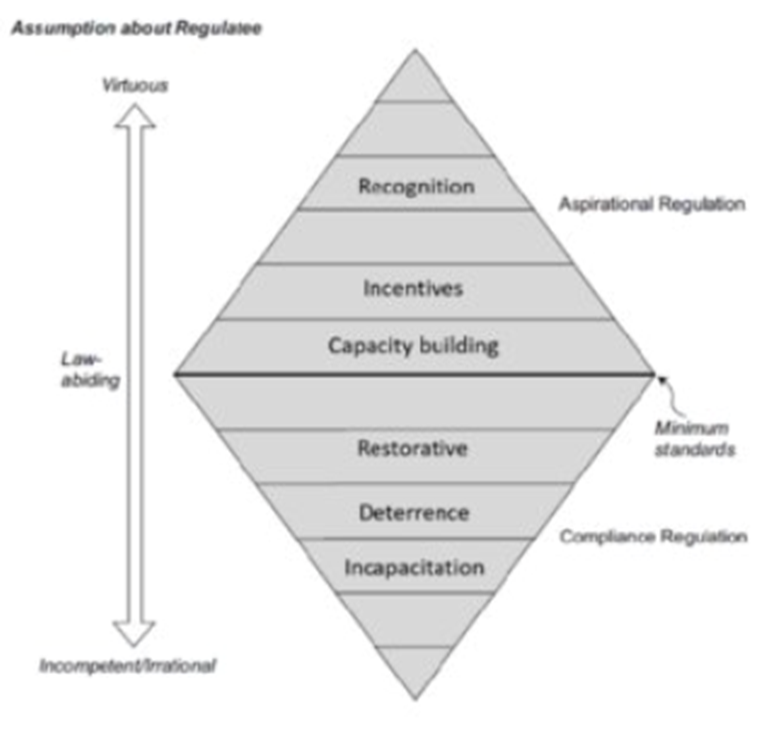 Assumption about Regulatee
Virtuous
Recognition
Aspirational Regulation
Incentives
Capacity building
Law-
abiding
Minimum
standards
Restorative
Deterrence
Compliance Regulation
Incapacitation
Incompetent/Irrational